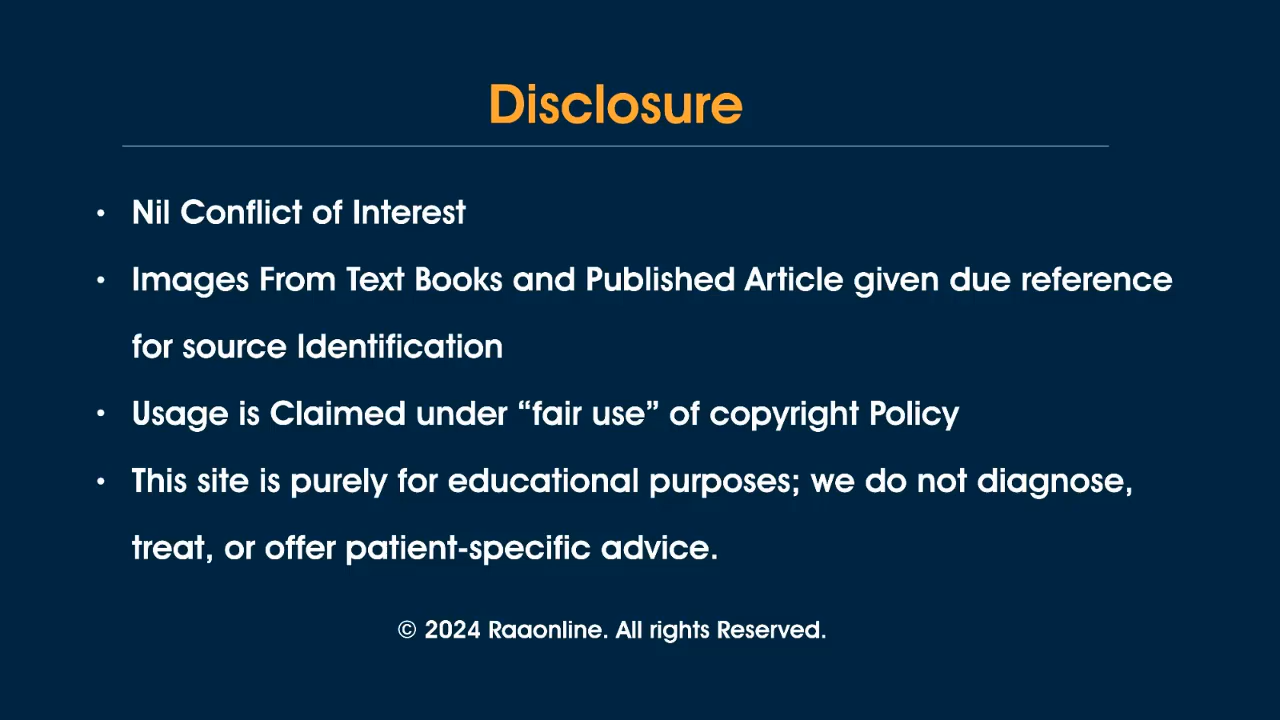 Disclosure
• Nil Conflict of Interest
• Images From Text Books and Published Article given due reference
for source Identification
• Usage is Claimed under “fair use” of copyright Policy
• This site is purely for educational purposes; we do not diagnose,
treat, or offer patient-specific advice.
© 2024 Raaonline. All rights Reserved.